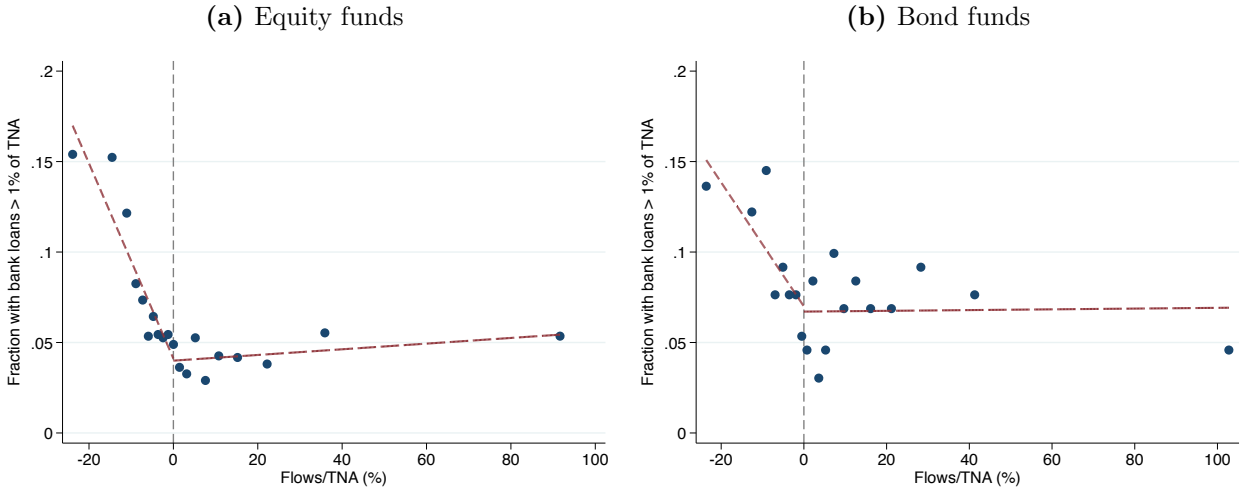 (a) Equity funds
Fraction with bank loans > 1% of TNA
.2
.15
.1
.05
0
-20 0 20 40 60 80 100
Flows/TNA (%)
(b) Bond funds
Fraction with bank loans > 1% of TNA
.2
.15
.1
.05
0
-20 0 20 40 60 80 100
Flows/TNA (%)